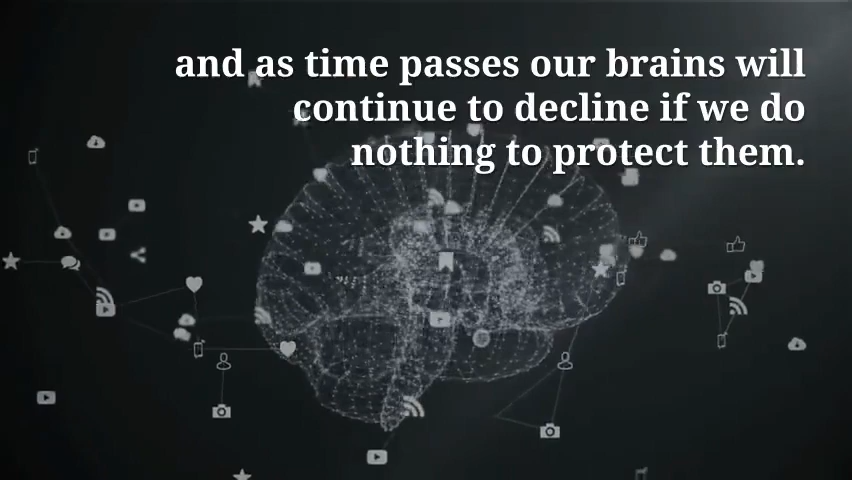 and as time passes our brains will
continue to decline if we do
nothing to protect them.